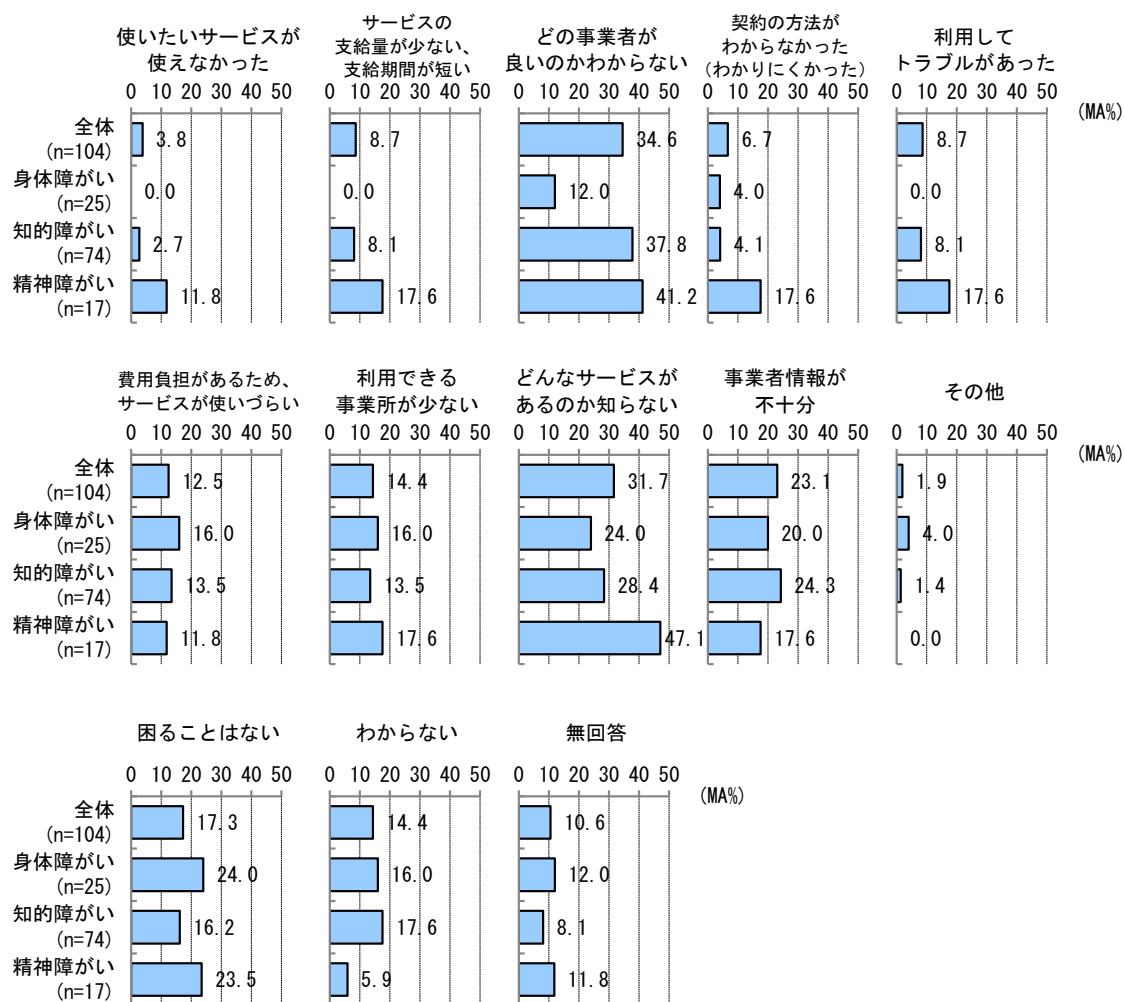 使いたいサービスが
使えなかった
サービスの
支給量が少ない、
支給期間が短い
どの事業者が
良いのかわからない
契約の方法が
わからなかった
(わかりにくかった)
利用して
トラブルがあった
0 10 20 30 40 50
0 10 20 30 40 50
0 10 20 30 40 50
0 10 20 30 40 50
0 10 20 30 40 50
(MA%)
全体
(n=104)
3.8
8.7
34.6
6.7
8.7
身体障がい
(n=25)
0.0
0.0
12.0
4.0
0.0
知的障がい
(n=74)
2.7
8.1
37.8
4.1
8.1
精神障がい
(n=17)
11.8
17.6
41.2
17.6
17.6
費用負担があるため、
サービスが使いづらい
利用できる
事業所が少ない
どんなサービスが
あるのか知らない
事業者情報が
不十分
その他
0 10 20 30 40 50
0 10 20 30 40 50
0 10 20 30 40 50
0 10 20 30 40 50
0 10 20 30 40 50
(MA%)
全体
(n=104)
12.5
14.4
31.7
23.1
1.9
身体障がい
(n=25)
16.0
16.0
24.0
20.0
4.0
知的障がい
(n=74)
13.5
13.5
28.4
24.3
1.4
精神障がい
(n=17)
11.8
17.6
47.1
17.6
0.0
困ることはない
わからない
無回答
0 10 20 30 40 50
0 10 20 30 40 50
0 10 20 30 40 50
(MA%)
全体
(n=104)
17.3
14.4
10.6
身体障がい
(n=25)
24.0
16.0
12.0
知的障がい
(n=74)
16.2
17.6
8.1
精神障がい
(n=17)
23.5
5.9
11.8